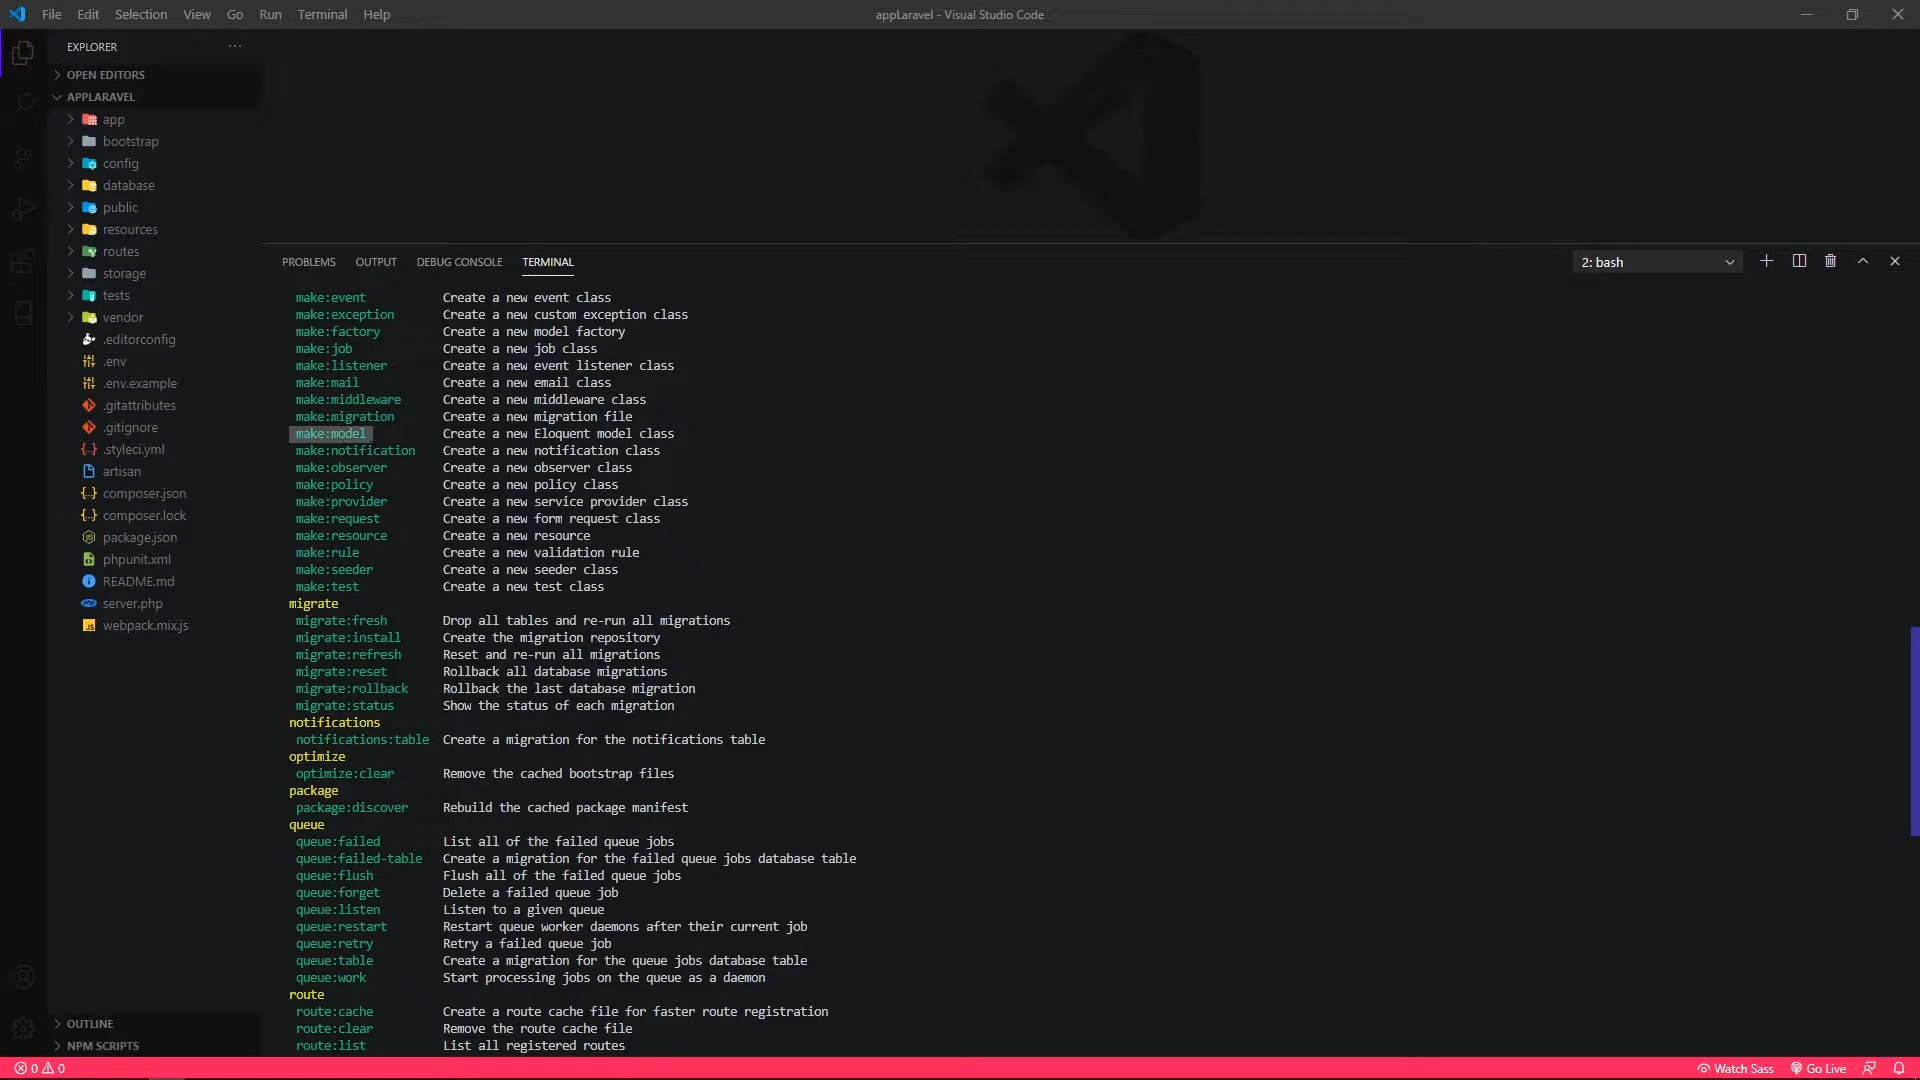 File Edit Selection View Go Run Terminal Help
appLaravel - Visual Studio Code
EXPLORER
OPEN EDITORS
APPLARAVEL
app
bootstrap
config
database
public
resources
routes
storage
tests
vendor
.editorconfig
.env
.env.example
.gitattributes
.gitignore
.styleci.yml
artisan
composer.json
composer.lock
package.json
phpunit.xml
README.md
server.php
webpack.mix.js
OUTLINE
NPM SCRIPTS
PROBLEMS OUTPUT DEBUG CONSOLE TERMINAL
2: bash
make:event Create a new event class
make:exception Create a new custom exception class
make:factory Create a new model factory
make:job Create a new job class
make:listener Create a new event listener class
make:mail Create a new email class
make:middleware Create a new middleware class
make:migration Create a new migration file
make:model Create a new Eloquent model class
make:notification Create a new notification class
make:observer Create a new observer class
make:policy Create a new policy class
make:provider Create a new service provider class
make:request Create a new form request class
make:resource Create a new resource
make:rule Create a new validation rule
make:seeder Create a new seeder class
make:test Create a new test class
migrate
migrate:fresh Drop all tables and re-run all migrations
migrate:install Create the migration repository
migrate:refresh Reset and re-run all migrations
migrate:reset Rollback all database migrations
migrate:rollback Rollback the last database migration
migrate:status Show the status of each migration
notifications
notifications:table Create a migration for the notifications table
optimize
optimize:clear Remove the cached bootstrap files
package
package:discover Rebuild the cached package manifest
queue
queue:failed List all of the failed queue jobs
queue:failed-table Create a migration for the failed queue jobs database table
queue:flush Flush all of the failed queue jobs
queue:forget Delete a failed queue job
queue:listen Listen to a given queue
queue:restart Restart queue worker daemons after their current job
queue:retry Retry a failed queue job
queue:table Create a migration for the queue jobs database table
queue:work Start processing jobs on the queue as a daemon
route
route:cache Create a route cache file for faster route registration
route:clear Remove the route cache file
route:list List all registered routes
0 0
Watch Sass Go Live